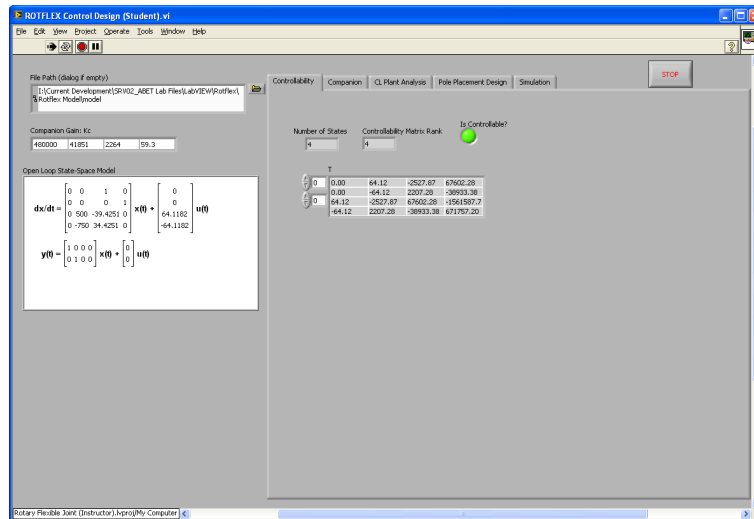 ROTFLEX Control Design (Student).vi
File Edit View Project Operate Tools Window Help
File Path (dialog if empty)
I:\Current Development\SRV02_ABET Lab Files\LabVIEW\Rotflex\
Rotflex Model\model
Companion Gain: Kc
480000 41851 2264 59.3
Open Loop State-Space Model
0 0 1 0 0
0 0 0 1 0
dx/dt = x(t) + u(t)
0 500 -39.4251 0 64.1182
0 -750 34.4251 0 -64.1182
1 0 0 0 0
y(t) = x(t) + u(t)
0 1 0 0 0
Controllability Companion CL Plant Analysis Pole Placement Design Simulation
STOP
Number of States Controllability Matrix Rank Is Controllable?
4 4
T
0 0.00 64.12 -2527.87 67602.28
0.00 -64.12 2207.28 -38933.38
0 64.12 -2527.87 67602.28 -1561587.7
-64.12 2207.28 -38933.38 671757.20
Rotary Flexible Joint (Instructor).lvproj/My Computer